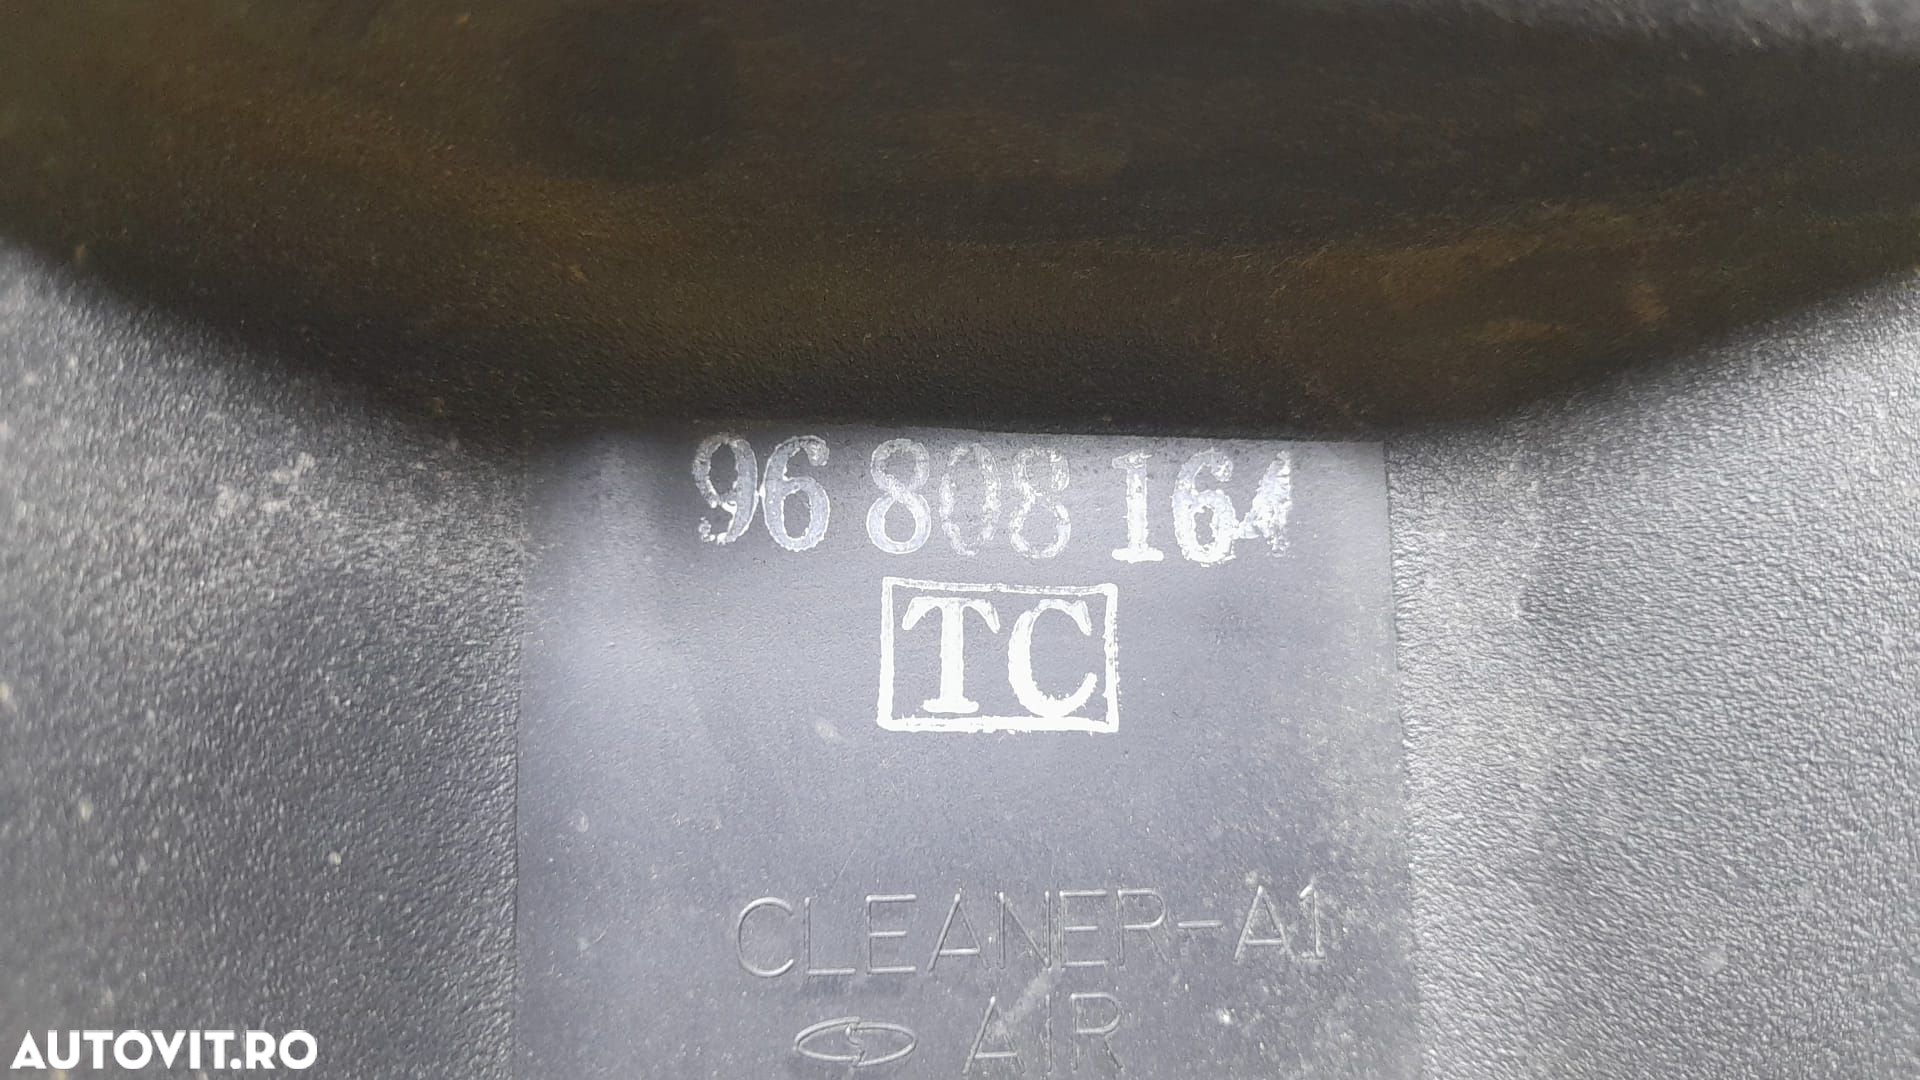 96 808 164
TC
CLEANER-A1
AIR
AUTOVIT.RO